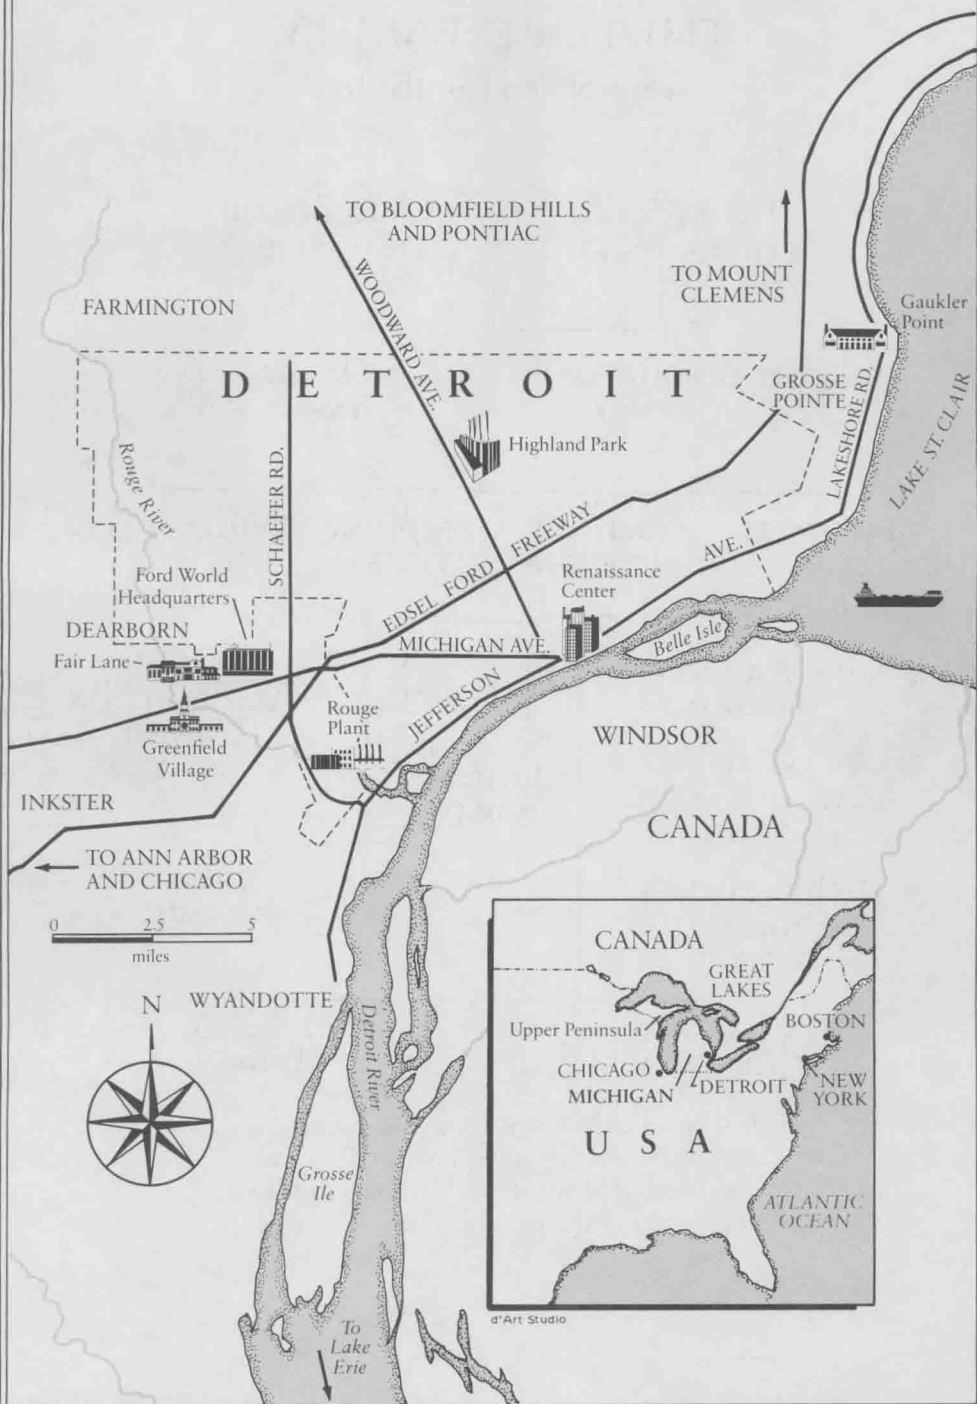 TO BLOOMFIELD HILLS
AND PONTIAC
WOODWARD AVE.
TO MOUNT
CLEMENS
FARMINGTON
Gaukler
Point
DETROIT
GROSSE
POINTE
LAKESHORE RD.
LAKE ST. CLAIR
Highland Park
Rouge River
SCHAEFER RD.
EDSEL FORD FREEWAY
AVE.
Ford World
Headquarters
Renaissance
Center
DEARBORN
MICHIGAN AVE.
Belle Isle
Fair Lane
JEFFERSON
Rouge
Plant
WINDSOR
Greenfield
Village
INKSTER
CANADA
TO ANN ARBOR
AND CHICAGO
0 2.5 5
miles
N
WYANDOTTE
Detroit River
Grosse
Ile
To
Lake
Erie
CANADA
GREAT
LAKES
Upper Peninsula
BOSTON
CHICAGO
MICHIGAN
DETROIT
NEW
YORK
USA
ATLANTIC
OCEAN
d'Art Studio